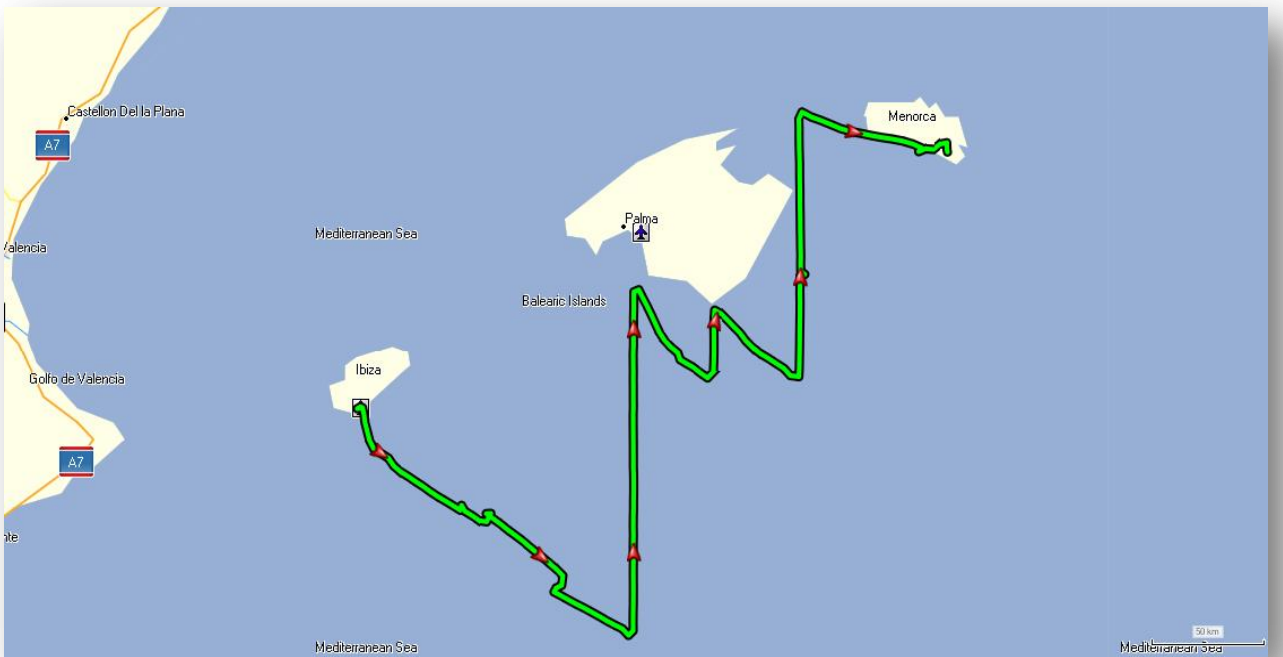 Castellon Del la Plana
A7
Menorca
Palma
Mediterranean Sea
Valencia
Balearic Islands
Ibiza
Golfo de Valencia
A7
nte
Mediterranean Sea
50 km
Mediterranean Sea